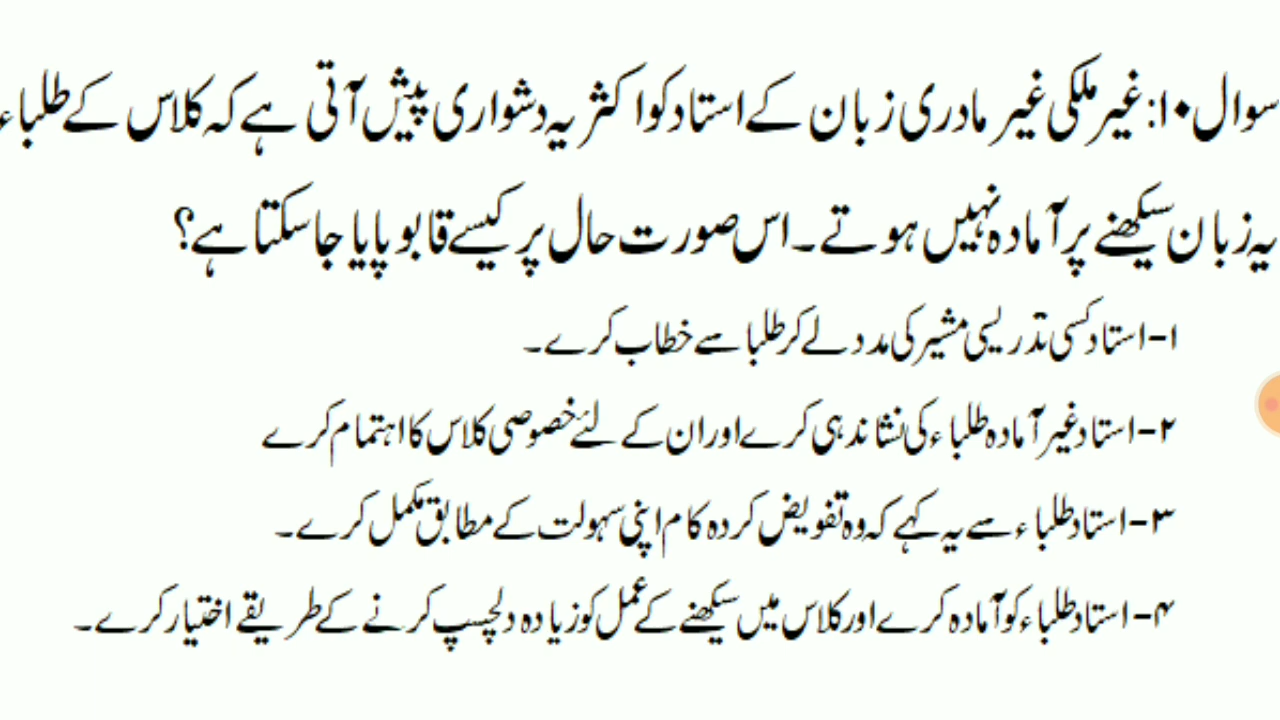 سوال ۱۰: غیر ملکی غیر مادری زبان کے استاد کو اکثر یہ دشواری پیش آتی ہے کہ کلاس کے طلباء
یہ زبان سیکھنے پر آمادہ نہیں ہوتے۔ اس صورت حال پر کیسے قابو پایا جا سکتا ہے؟
۱- استاد کسی تدریسی مشیر کی مدد لے کر طلبا سے خطاب کرے۔
۲- استاد غیر آمادہ طلباء کی نشاندہی کرے اور ان کے لئے خصوصی کلاس کا اہتمام کرے
۳- استاد طلباء سے یہ کہے کہ وہ تفویض کردہ کام اپنی سہولت کے مطابق مکمل کرے۔
۴- استاد طلباء کو آمادہ کرے اور کلاس میں سیکھنے کے عمل کو زیادہ دلچسپ کرنے کے طریقے اختیار کرے۔